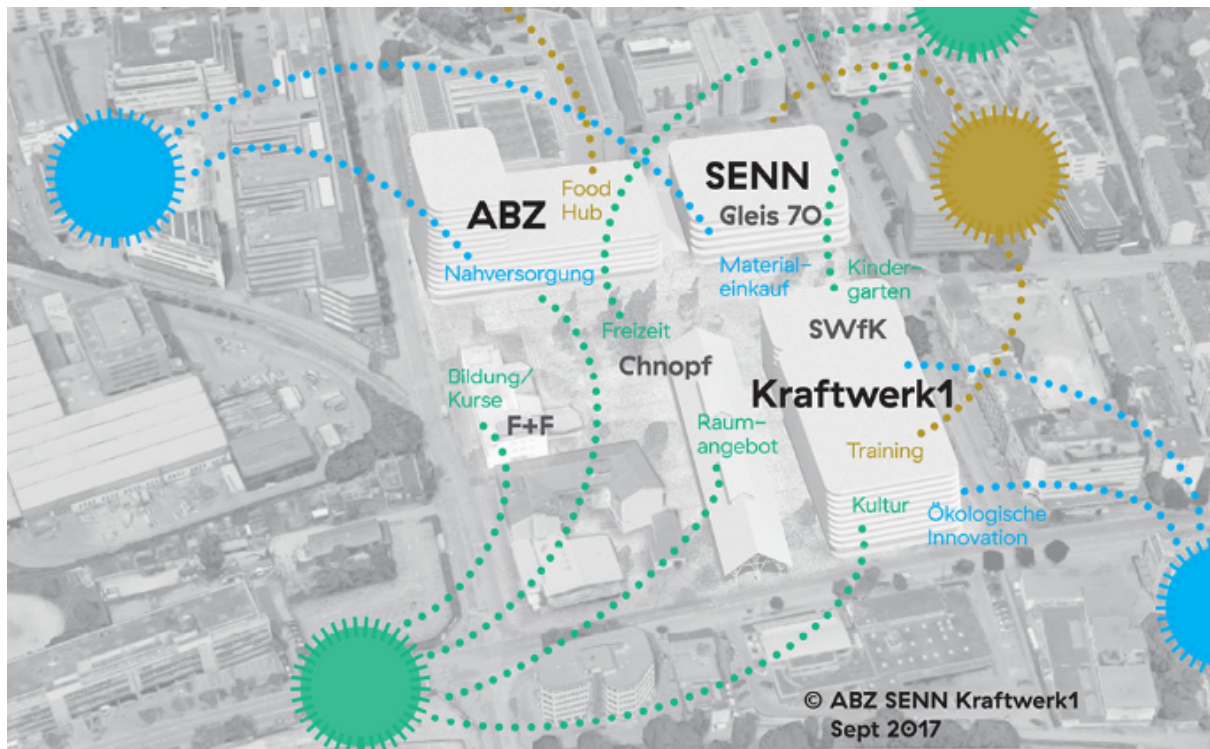 SENN
Gleis 70
ABZ
Food
Hub
Nahversorgung
Material-
einkauf
Kinder-
garten
Freizeit
SWfK
Chnopf
Bildung/
Kurse
F+F
Kraftwerk1
Raum-
angebot
Training
Kultur
Ökologische
Innovation
© ABZ SENN Kraftwerk1
Sept 2017